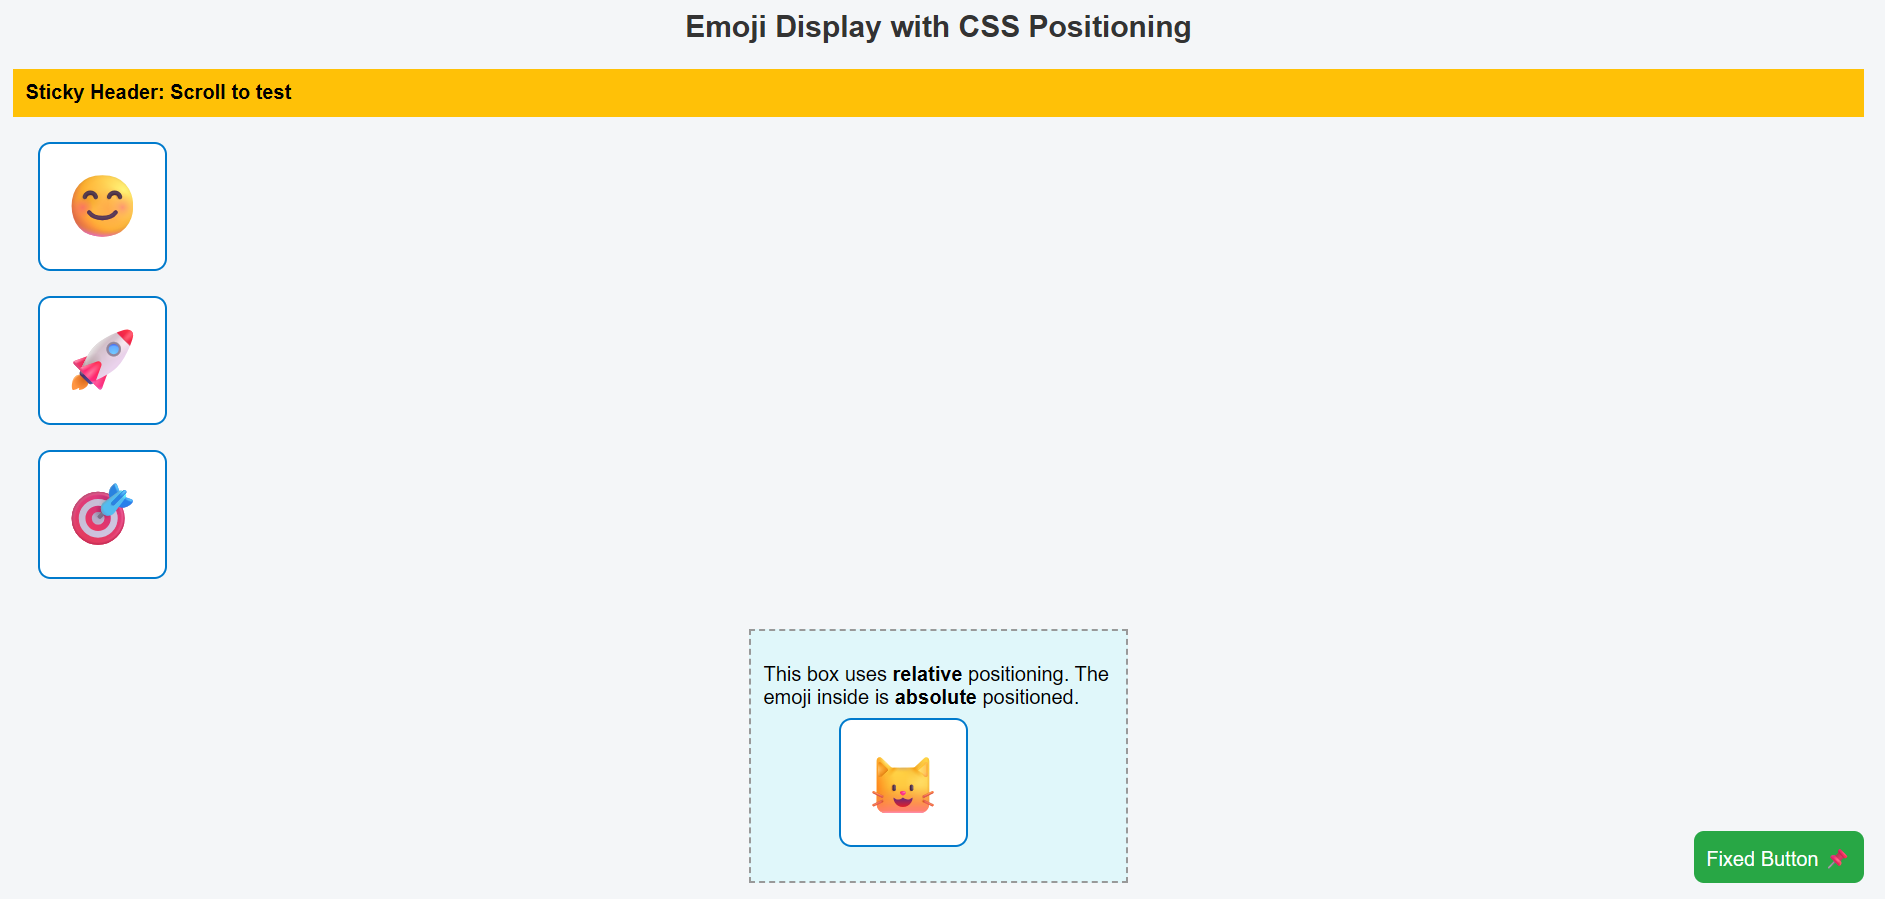 Emoji Display with CSS Positioning
Sticky Header: Scroll to test
This box uses relative positioning. The
emoji inside is absolute positioned.
Fixed Button 📌